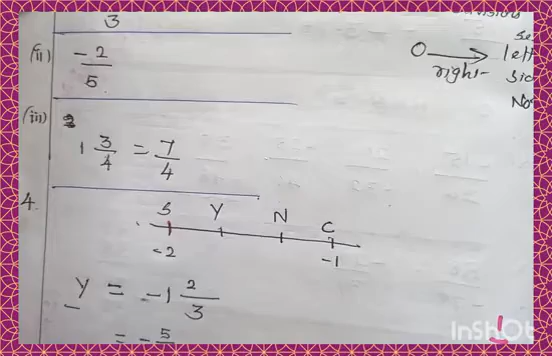 3
(ii) -2/5
O → left
right
(iii) 1 3/4 = 7/4
4.
S Y N C
-2 -1
Y = -1 2/3
= - 5
InShOt